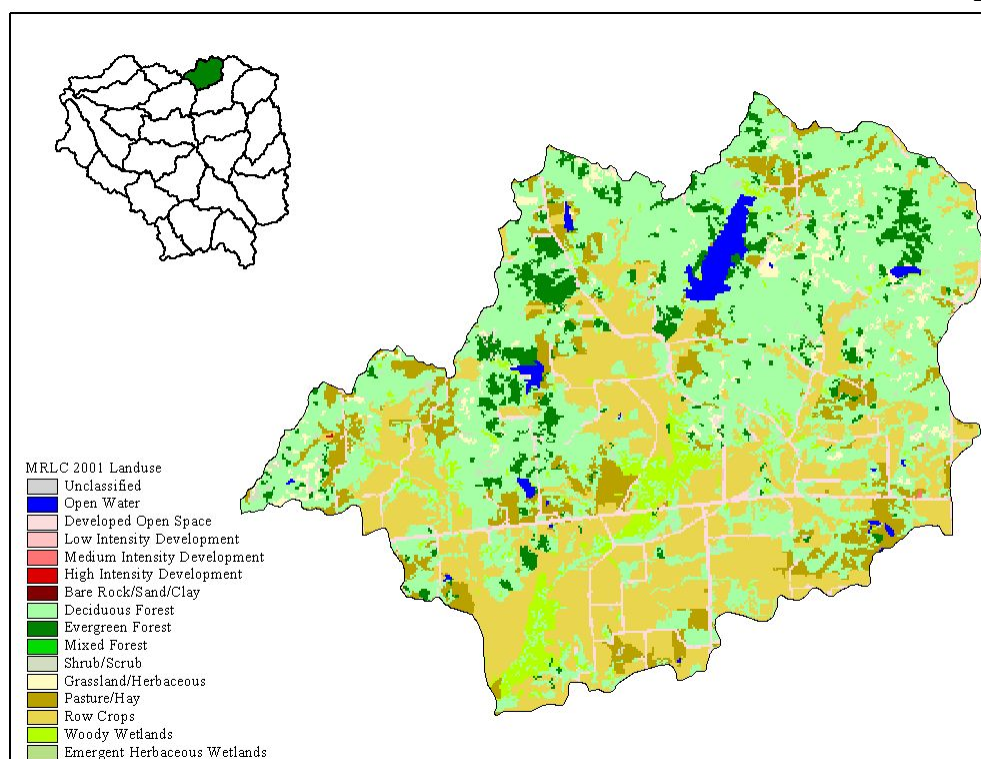 MRLC 2001 Landuse
Unclassified
Open Water
Developed Open Space
Low Intensity Development
Medium Intensity Development
High Intensity Development
Bare Rock/Sand/Clay
Deciduous Forest
Evergreen Forest
Mixed Forest
Shrub/Scrub
Grassland/Herbaceous
Pasture/Hay
Row Crops
Woody Wetlands
Emergent Herbaceous Wetlands